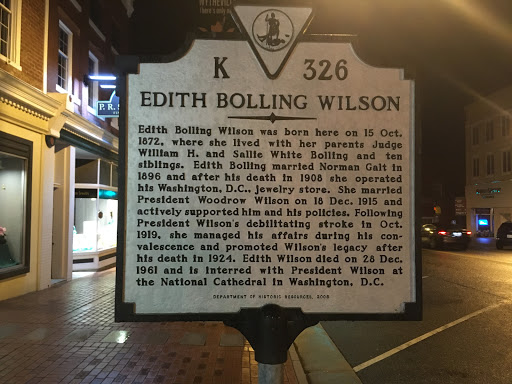 WYTHEVILLE
K 326
EDITH BOLLING WILSON
Edith Bolling Wilson was born here on 15 Oct.
1872, where she lived with her parents Judge
William H. and Sallie White Bolling and ten
siblings. Edith Bolling married Norman Galt in
1896 and after his death in 1908 she operated
his Washington, D.C., jewelry store. She married
President Woodrow Wilson on 18 Dec. 1915 and
actively supported him and his policies. Following
President Wilson's debilitating stroke in Oct.
1919, she managed his affairs during his con-
valescence and promoted Wilson's legacy after
his death in 1924. Edith Wilson died on 28 Dec.
1961 and is interred with President Wilson at
the National Cathedral in Washington, D.C.
DEPARTMENT OF HISTORIC RESOURCES, 2008
P. R. S